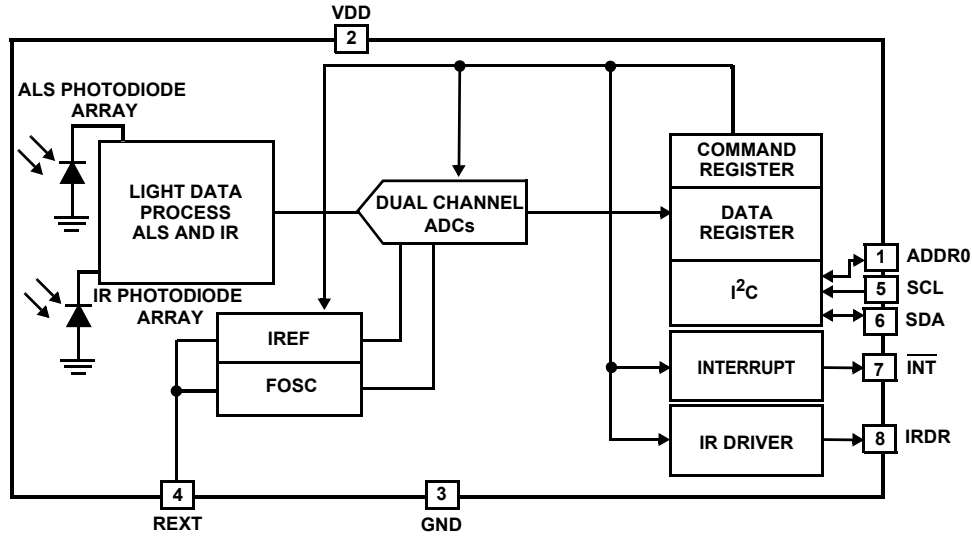 VDD
2
ALS PHOTODIODE
ARRAY
LIGHT DATA
PROCESS
ALS AND IR
DUAL CHANNEL
ADCs
COMMAND
REGISTER
DATA
REGISTER
I²C
1 ADDR0
5 SCL
6 SDA
IR PHOTODIODE
ARRAY
IREF
FOSC
INTERRUPT
7 INT
IR DRIVER
8 IRDR
4
REXT
3
GND